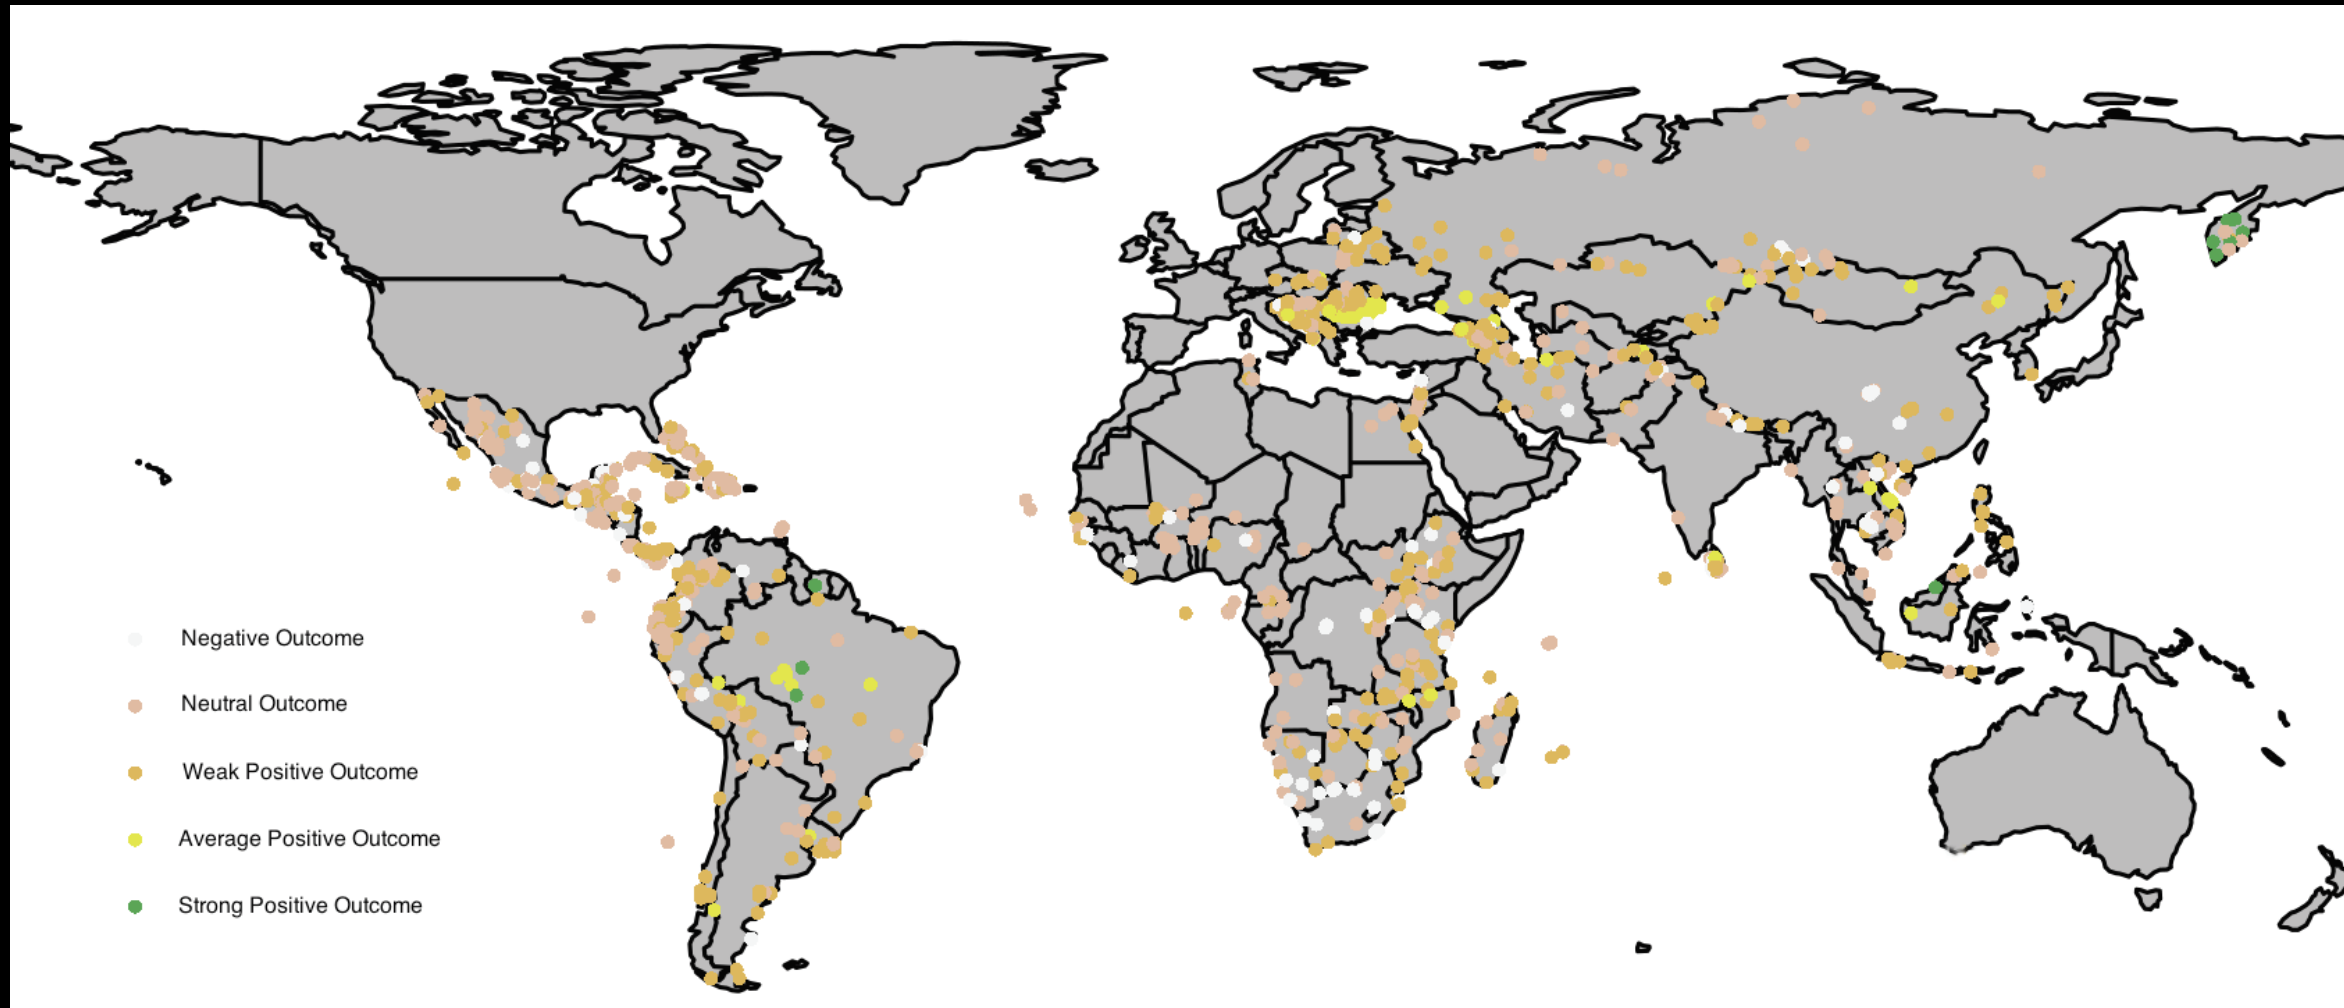 Negative Outcome
Neutral Outcome
Weak Positive Outcome
Average Positive Outcome
Strong Positive Outcome